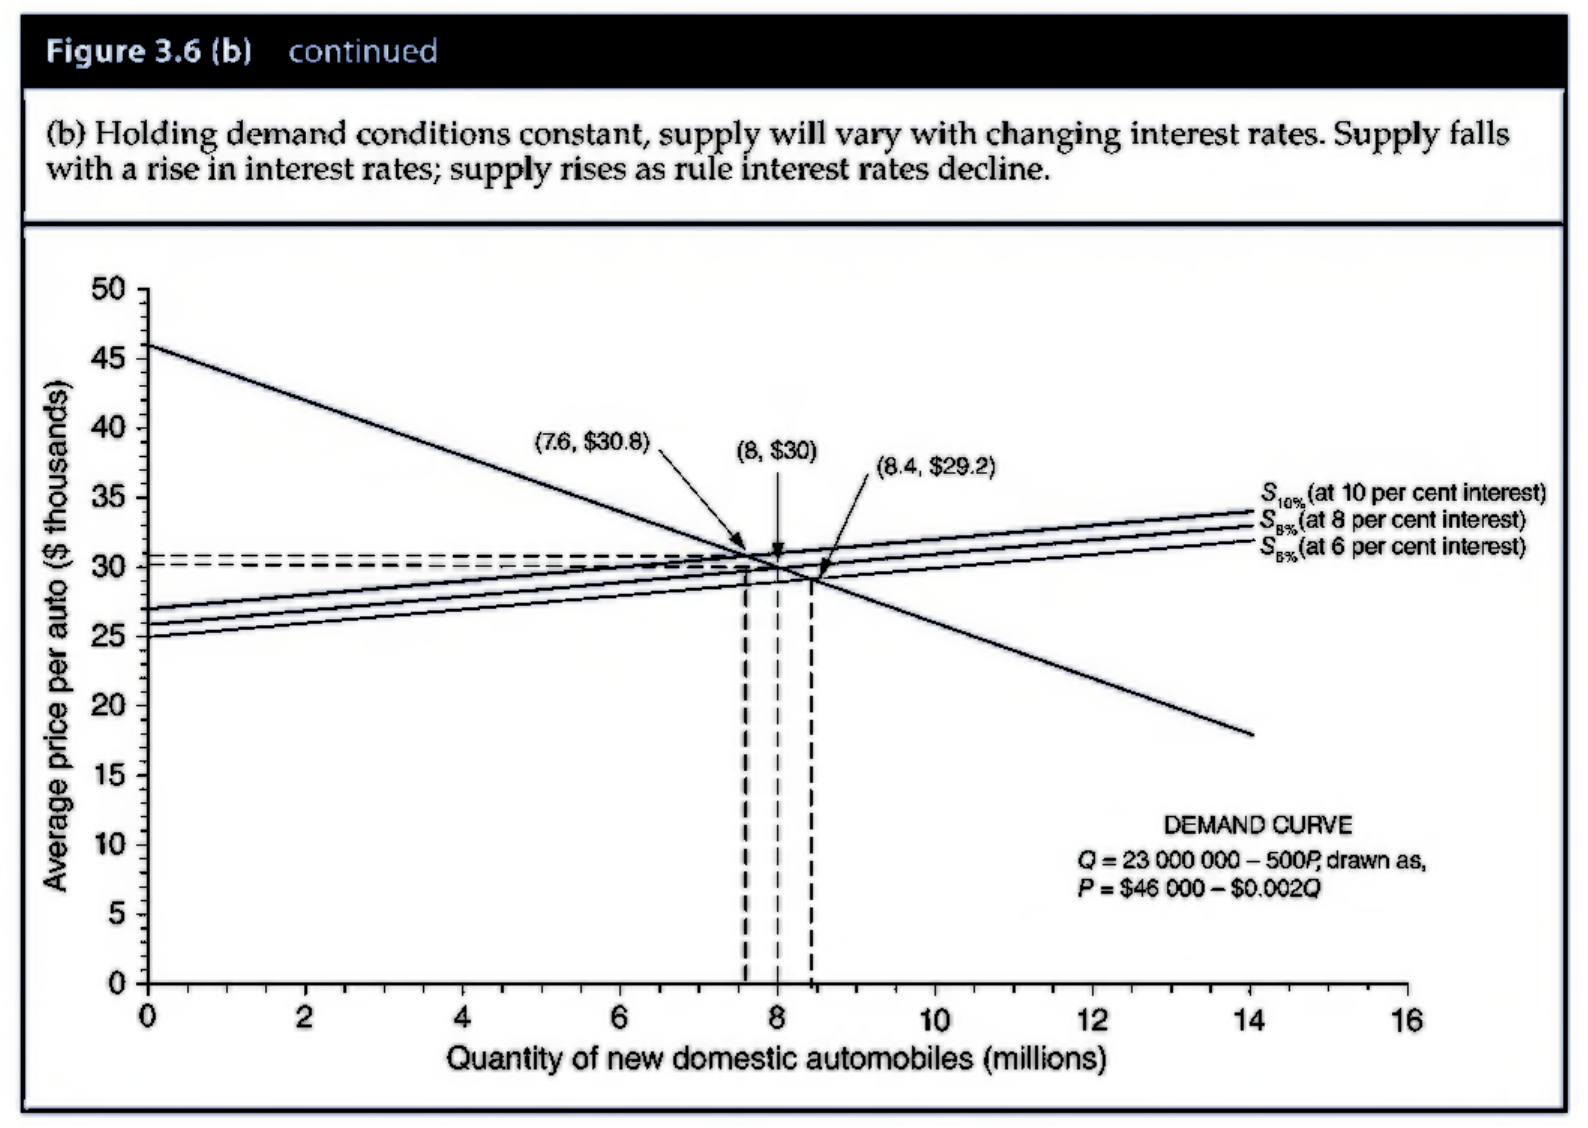 Figure 3.6 (b) continued
(b) Holding demand conditions constant, supply will vary with changing interest rates. Supply falls
with a rise in interest rates; supply rises as rule interest rates decline.
50
45
40
35
30
25
20
15
10
5
0
Average price per auto ($ thousands)
(7.6, $30.8)
(8, $30)
(8.4, $29.2)
S10% (at 10 per cent interest)
S8% (at 8 per cent interest)
S6% (at 6 per cent interest)
DEMAND CURVE
Q = 23 000 000 – 500P, drawn as,
P = $46 000 – $0.002Q
0 2 4 6 8 10 12 14 16
Quantity of new domestic automobiles (millions)